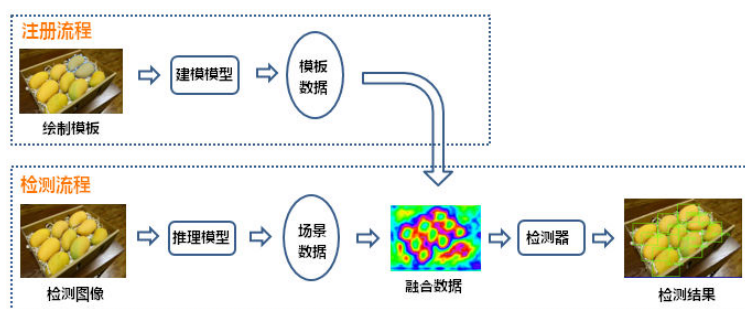 注册流程
建模模型
模板
数据
绘制模板
检测流程
推理模型
场景
数据
检测器
检测图像
融合数据
检测结果